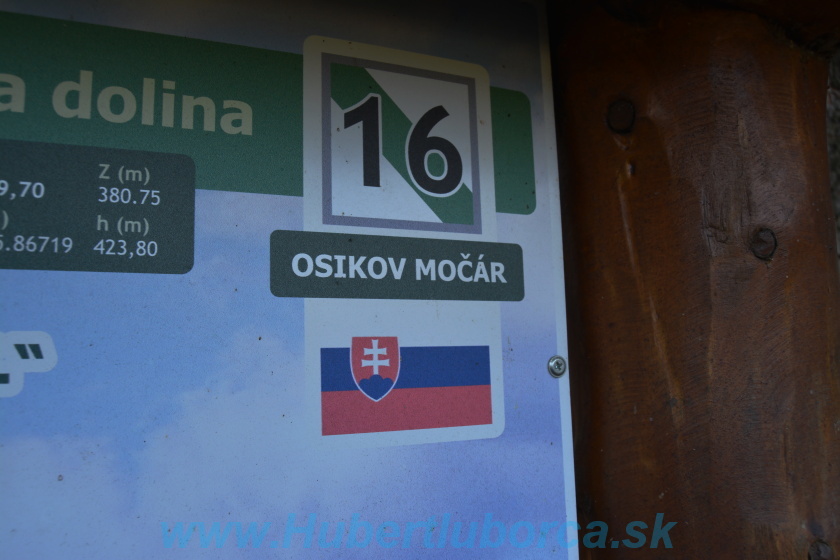 a dolina
16
Z (m)
9,70 380.75
) h (m)
5.86719 423,80
OSIKOV MOČÁR
"
www.Hubertluborca.sk